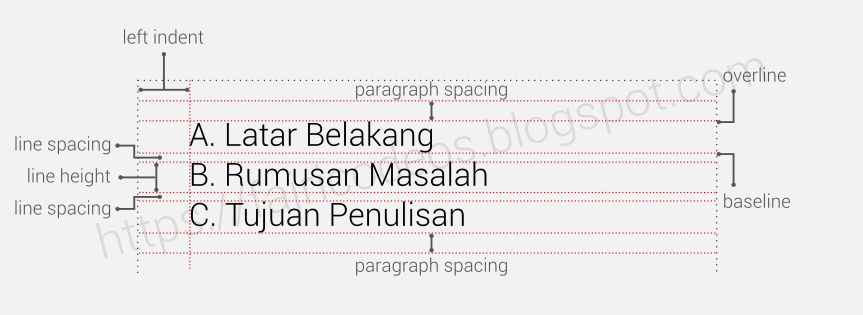 left indent
overline
paragraph spacing
A. Latar Belakang
line spacing
B. Rumusan Masalah
line height
line spacing
C. Tujuan Penulisan
baseline
paragraph spacing